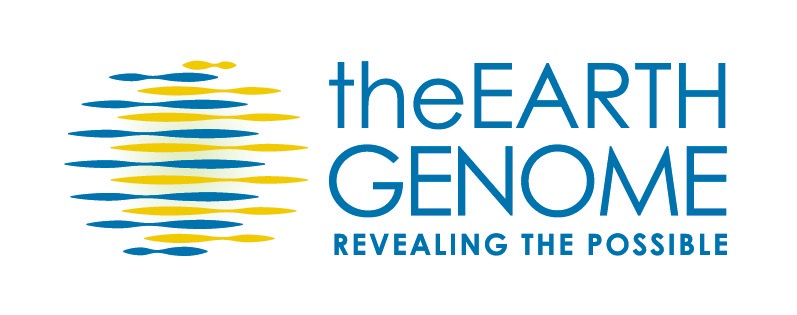 theEARTH
GENOME
REVEALING THE POSSIBLE